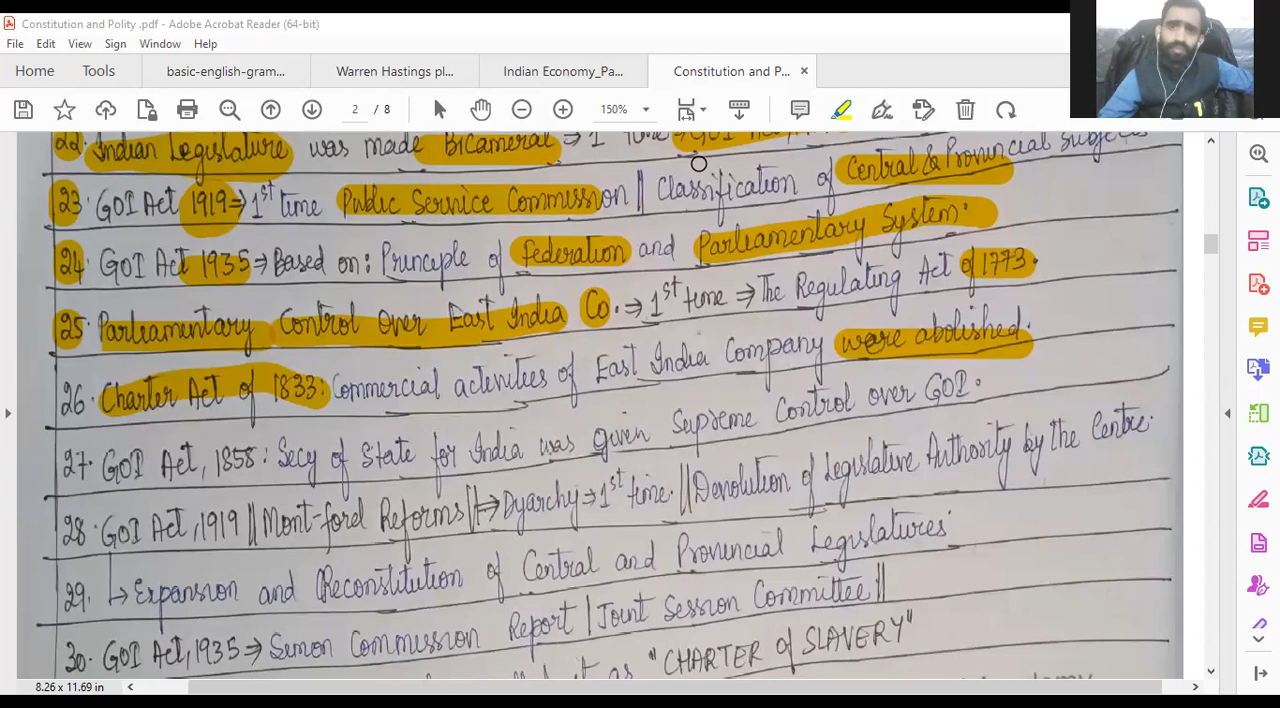 Constitution and Polity .pdf - Adobe Acrobat Reader (64-bit)
File Edit View Sign Window Help
Home Tools basic-english-gram... Warren Hastings pl... Indian Economy_Pa... Constitution and P... ×
2 / 8 150%
22. Indian Legislature was made Bicameral ⇒ 1 Time ⇒ GOI
23. GOI Act 1919 ⇒ 1st time Public Service Commission || Classification of Central & Provincial Subjects
24. GOI Act 1935 ⇒ Based on: Principle of Federation and Parliamentary System.
25. Parliamentary Control Over East India Co. ⇒ 1st time ⇒ The Regulating Act of 1773.
26. Charter Act of 1833: Commercial activitees of East India Company were abolished.
27. GOI Act, 1858: Secy of State for India was given Supreme Control over GOI.
28. GOI Act, 1919 || Mont-ford Reforms || ⇒ Dyarchy ⇒ 1st time. || Devolution of Legislative Authority by the Centre.
29. ↳ Expansion and Reconstitution of Central and Provincial Legislatures
30. GOI Act, 1935 ⇒ Simon Commission Report | Joint Session Committee ||
it as "CHARTER of SLAVERY"
8.26 x 11.69 in